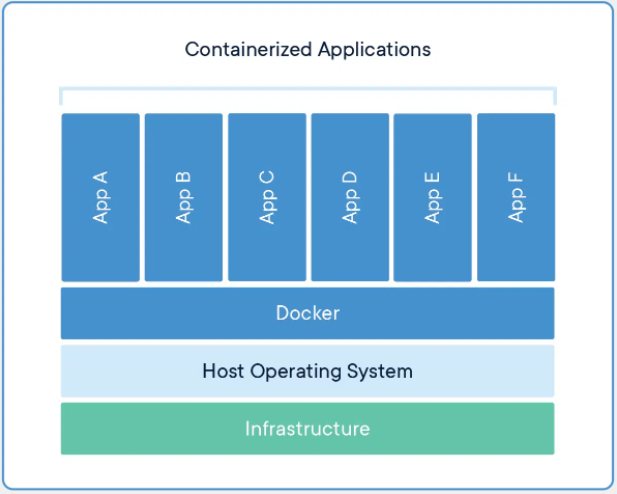 Containerized Applications
App A
App B
App C
App D
App E
App F
Docker
Host Operating System
Infrastructure